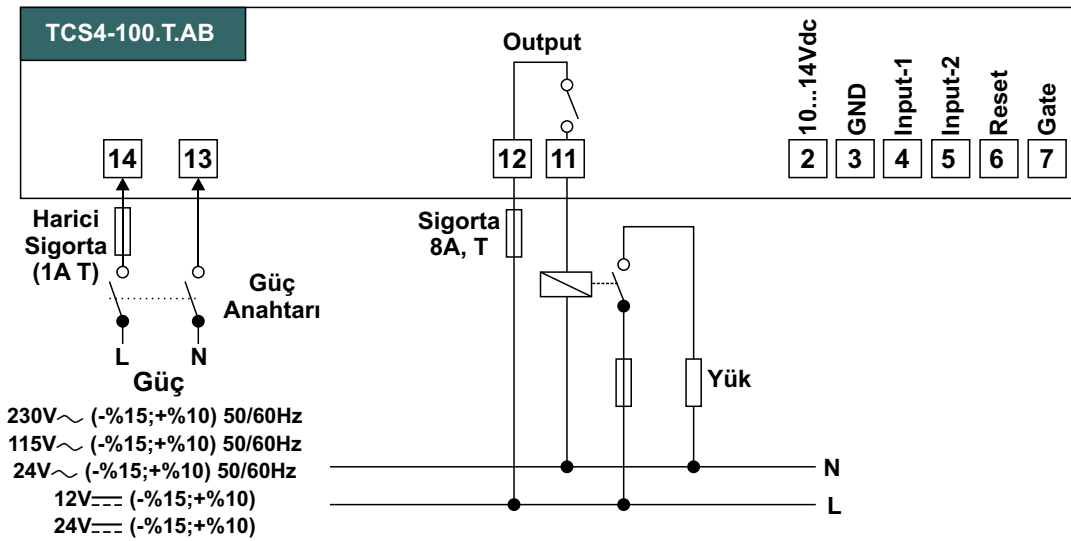 TCS4-100.T.AB
Output
10...14Vdc
GND
Input-1
Input-2
Reset
Gate
14
13
12
11
2
3
4
5
6
7
Harici
Sigorta
(1A T)
Güç
Anahtarı
Sigorta
8A, T
L
N
Güç
Yük
230V~ (-%15;+%10) 50/60Hz
115V~ (-%15;+%10) 50/60Hz
24V~ (-%15;+%10) 50/60Hz
12V⎓ (-%15;+%10)
24V⎓ (-%15;+%10)
N
L